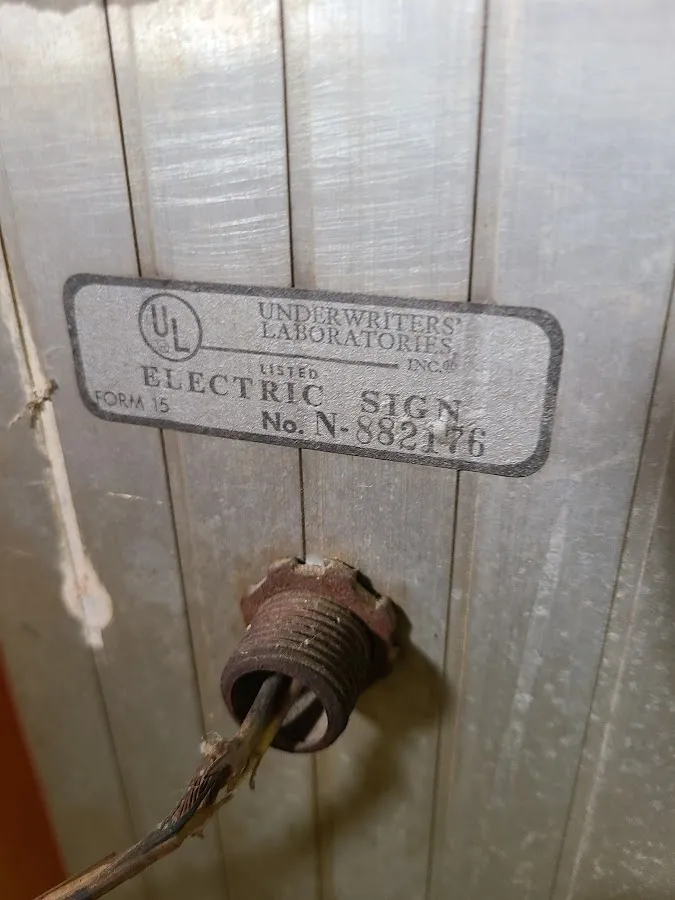 UL
UNDERWRITERS'
LABORATORIES,
INC.®
LISTED
ELECTRIC SIGN
FORM 15
No. N-882176